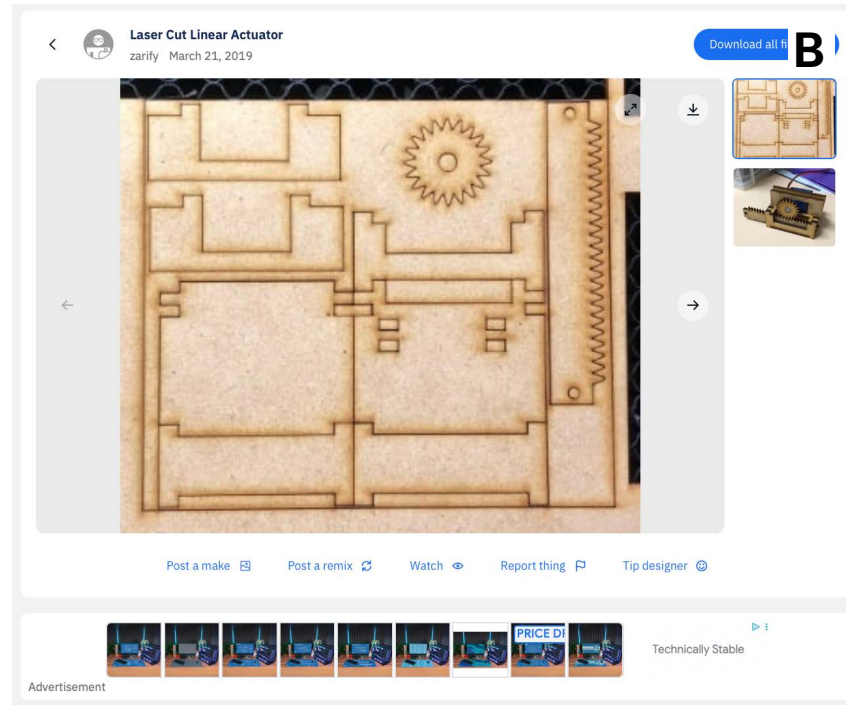 Laser Cut Linear Actuator
zarify March 21, 2019
Download all fi
B
Post a make
Post a remix
Watch
Report thing
Tip designer
PRICE DF
Technically Stable
Advertisement